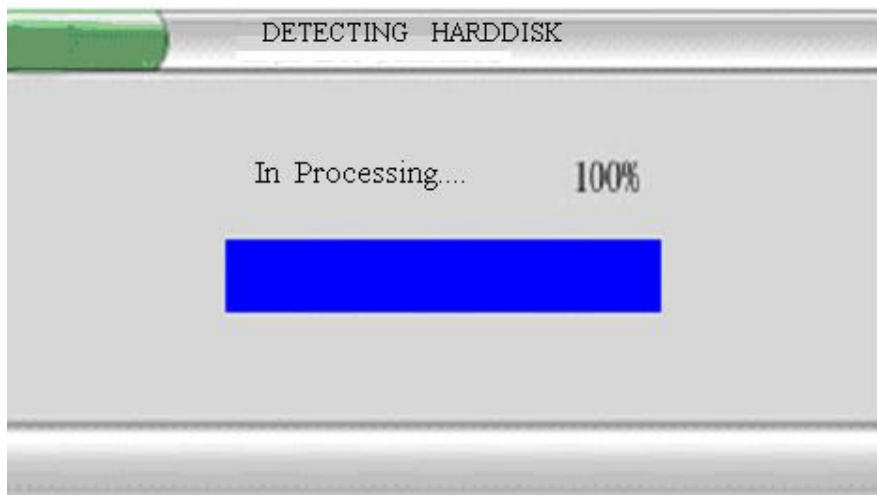 DETECTING HARDDISK
In Processing.... 100%